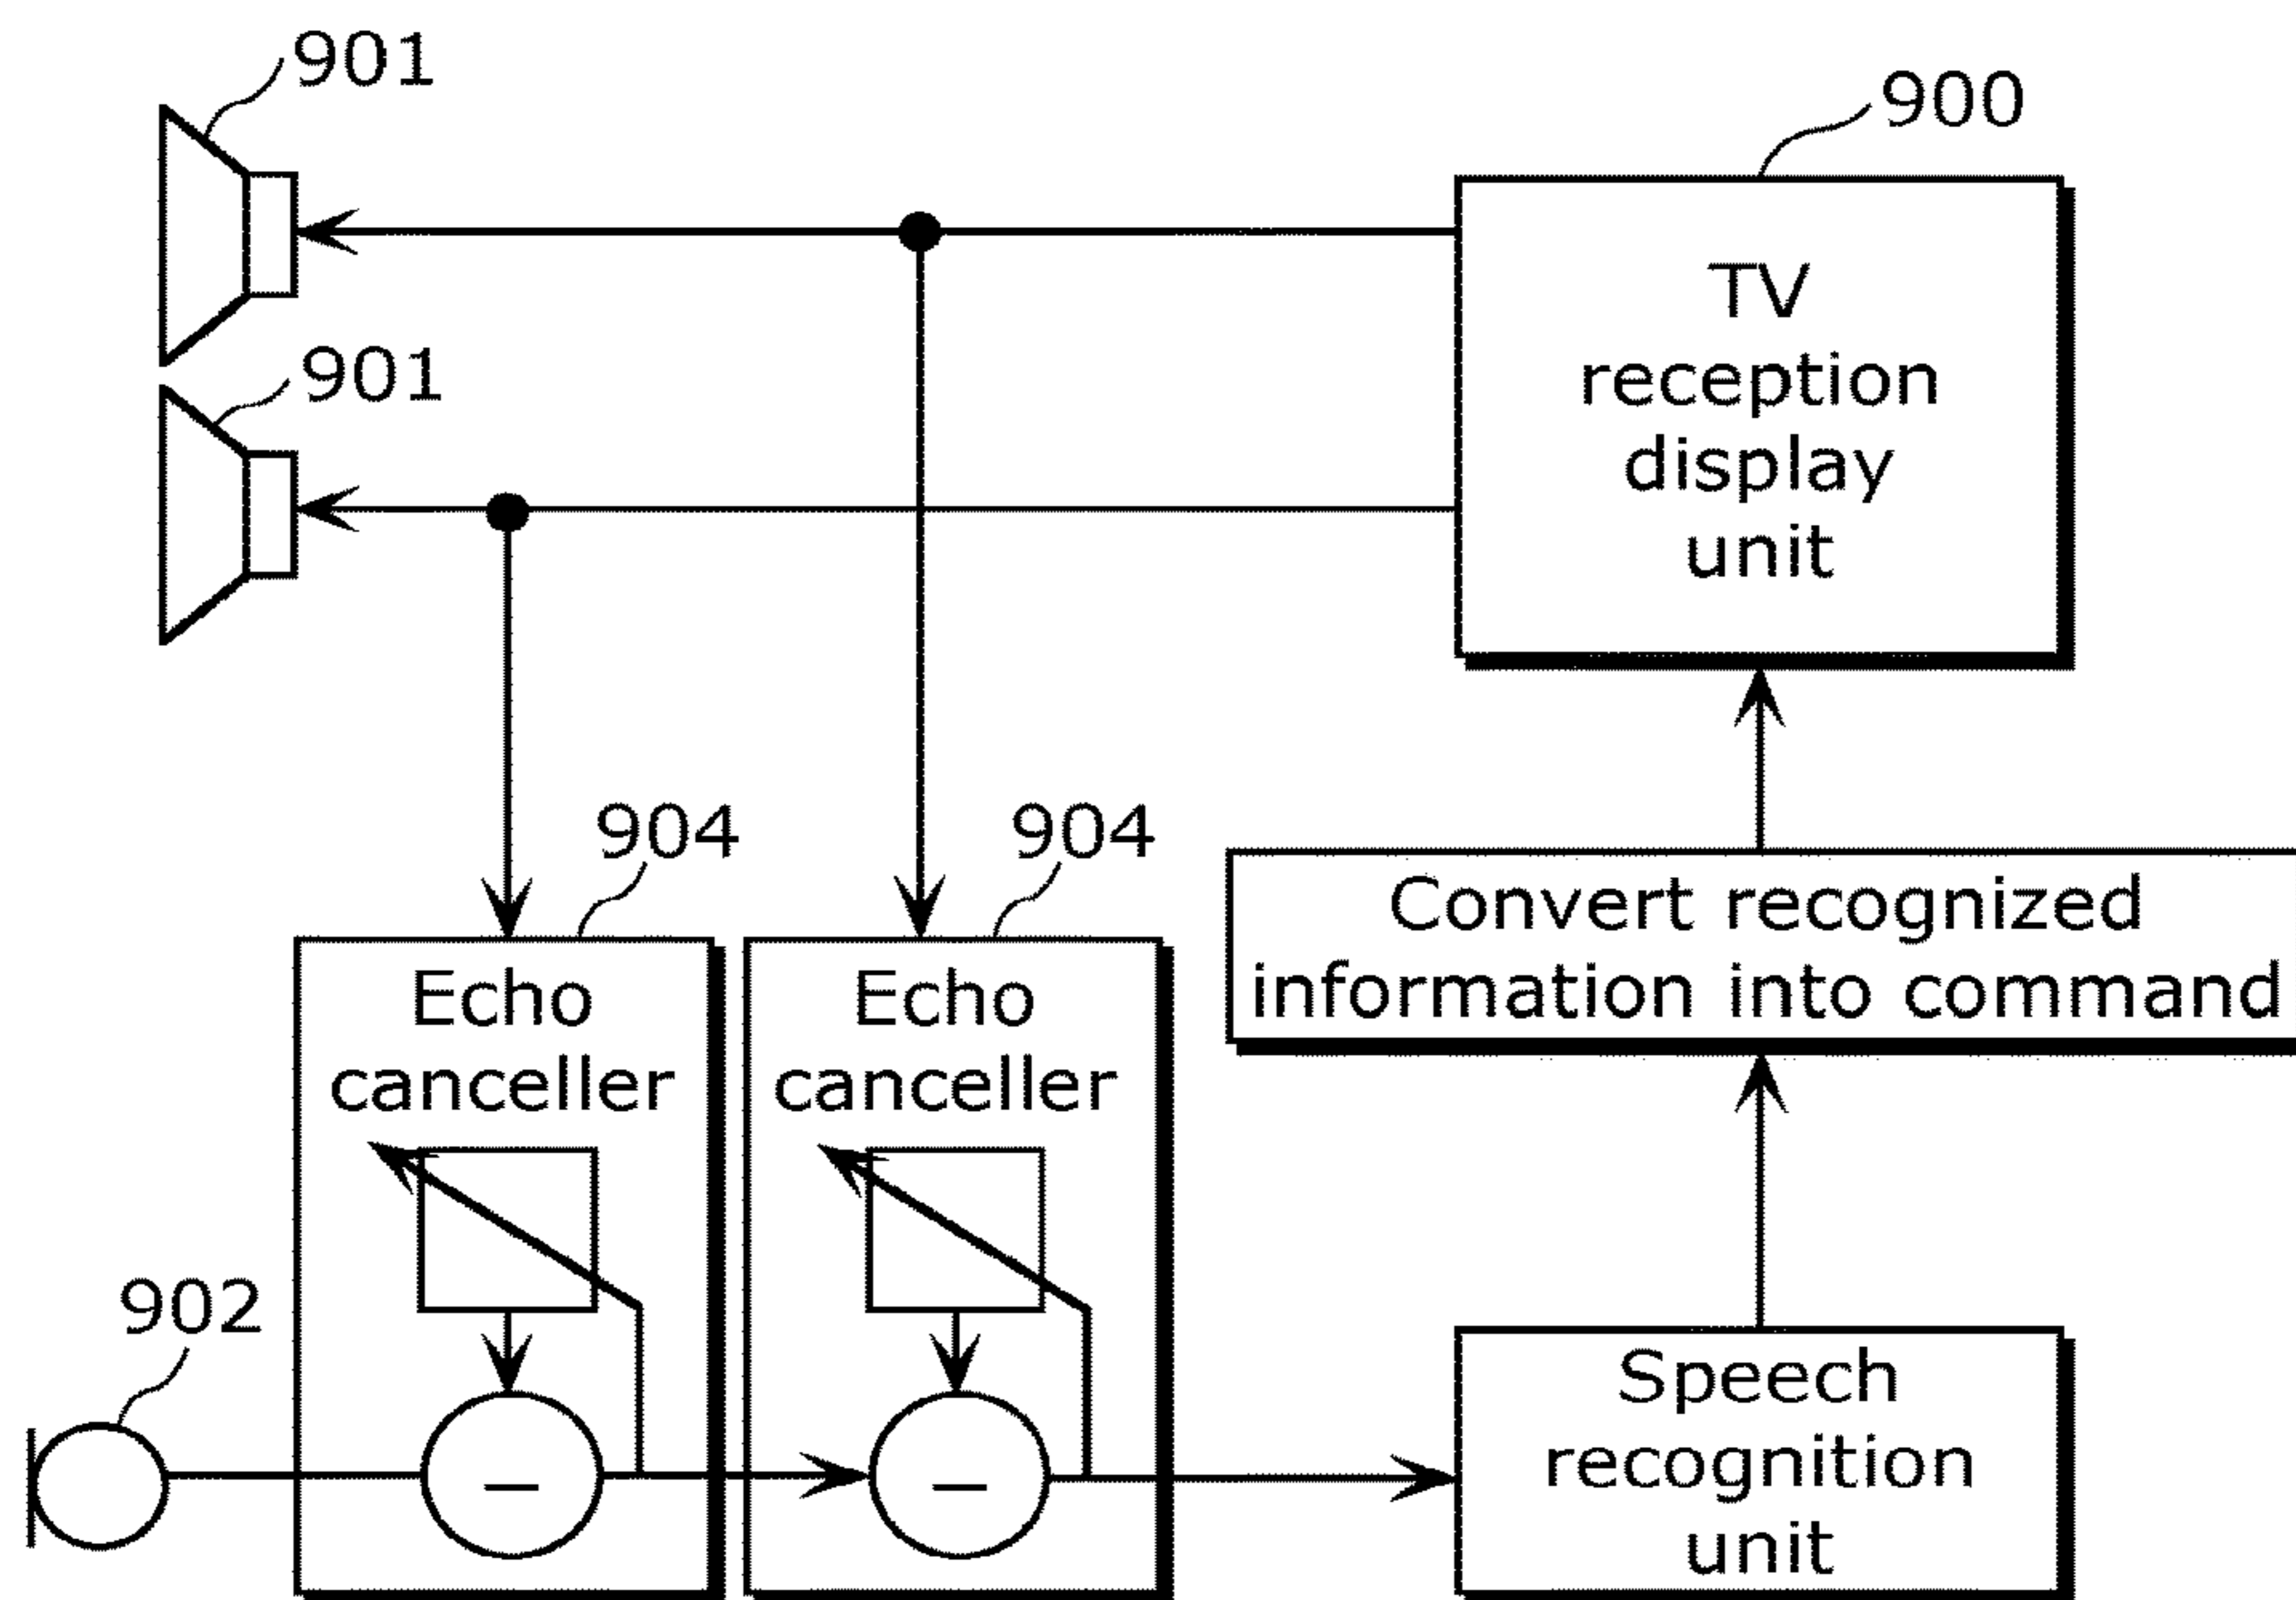 901
900
901
TV
reception
display
unit
904
904
Convert recognized
information into command
Echo
canceller
Echo
canceller
902
–
–
Speech
recognition
unit